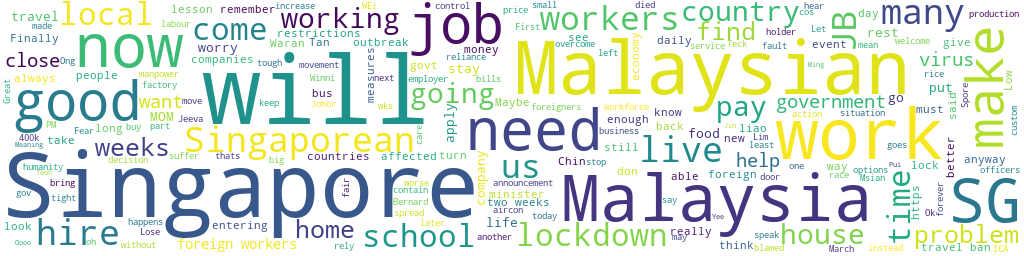 Singapore
will
Malaysian
Malaysia
work
SG
need
now
job
good
make
Singaporean
us
live
school
hire
lockdown
workers
country
many
come
working
local
going
pay
find
JB
time
house
home
help
problem
weeks
close
government
virus
want
foreign workers
company
travel ban
apply
two weeks
minister
life
stay
entering
affected
measures
restrictions
outbreak
companies
countries
employer
money
bus
worry
lesson
remember
Finally
labour
increase
control
Waran
Tan
movement
Winni
Johor
WEi
tough
govt
reliance
bills
next
wks
keep
manpower
factory
always
people
MOM
PM
Ong
Great
travel
made
move
Jeeva
long
buy
part
Fear
400k
Meaning
take
thats
suffer
big
humanity
decision
bring
gov
tight
look
happens
Lose
oh
Oooo
without
rely
another
fair
Bernard
contain
spread
worse
later
turn
care
announcement
aircon
today
Maybe
foreigners
enough
business
still
don
Chin
stop
able
door
say
Yee
may
really
think
speak
blamed
March
instead
ICA
Ok
forever
https
officers
custom
Low
better
anyway
lock
options
Msian
race
way
one
foreign
new
Lim
least
food
back
know
liao
Jin
workforce
action
situation
goes
Pui
must
go
put
said
Spore
rice
give
welcome
production
hear
cos
day
rest
event
mean
fault
Let
holder
died
small
price
First
see
overcome
left
daily
service
Teck
economy
Ming